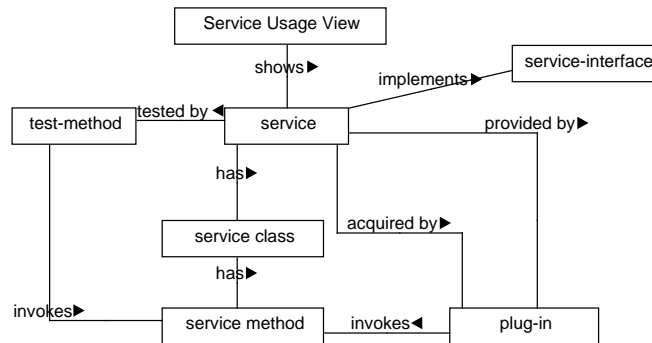 Service Usage View
shows▶
implements▶
service-interface
test-method
tested by◀
service
provided by▶
has▶
service class
acquired by▶
has▶
invokes▶
service method
invokes◀
plug-in